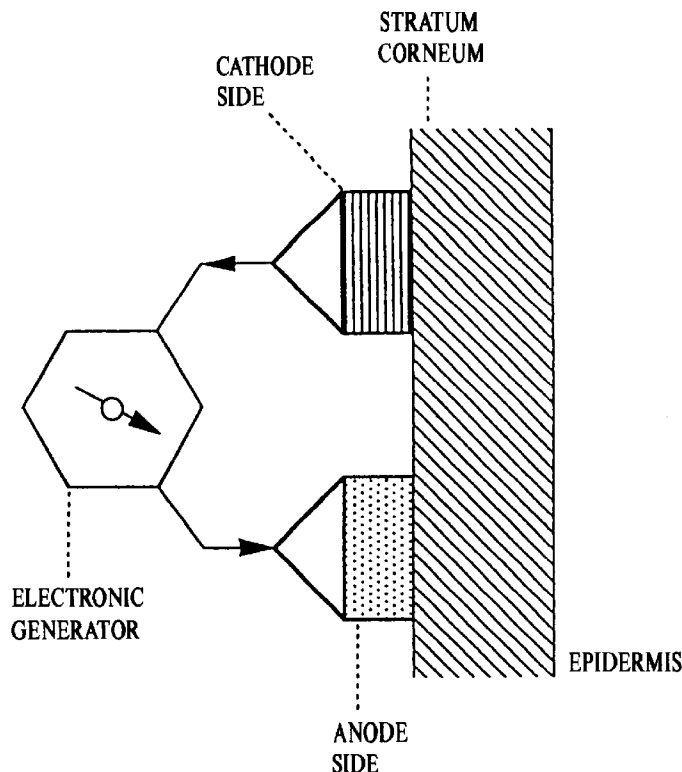 STRATUM
CORNEUM
CATHODE
SIDE
ELECTRONIC
GENERATOR
EPIDERMIS
ANODE
SIDE